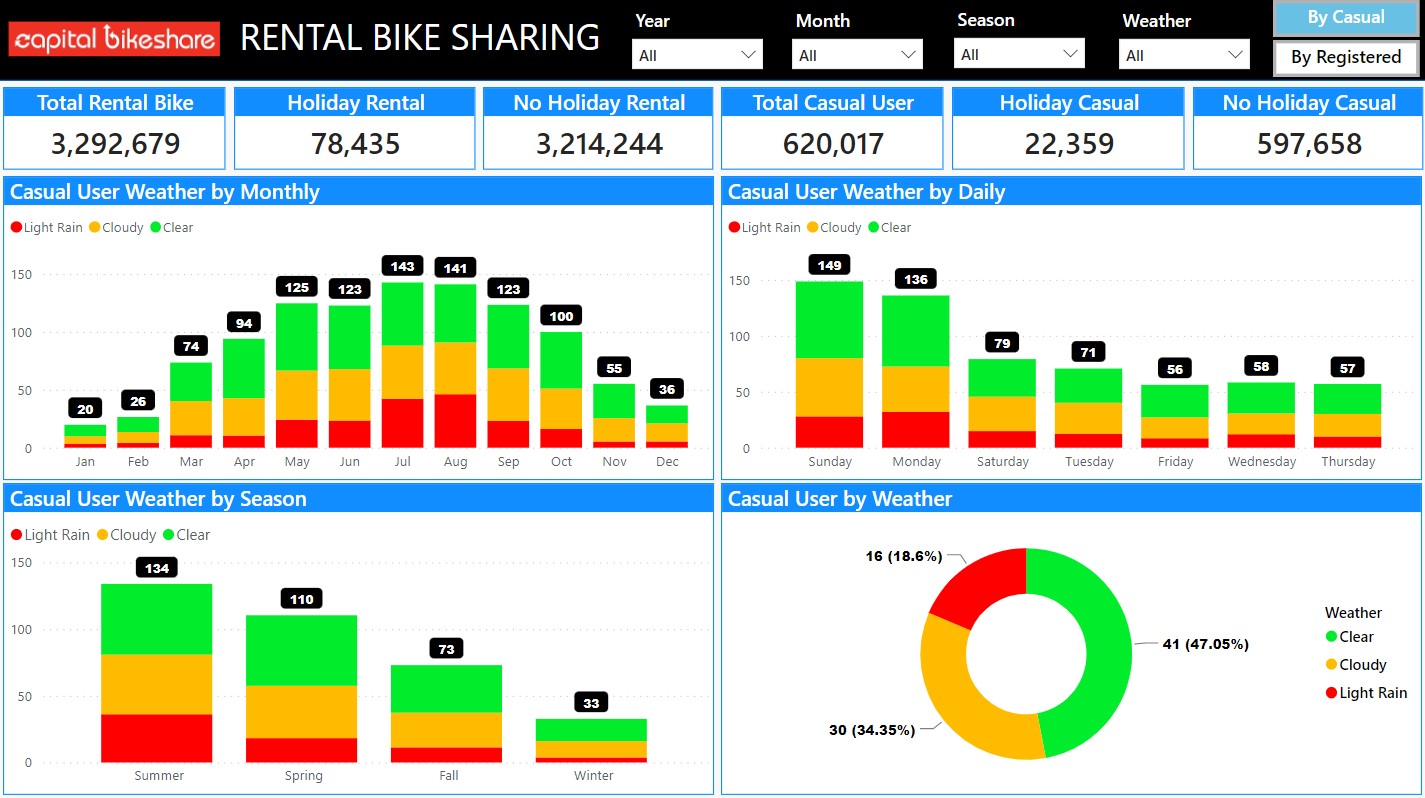 capital bikeshare
RENTAL BIKE SHARING
Year
All
Month
All
Season
All
Weather
All
By Casual
By Registered
Total Rental Bike
3,292,679
Holiday Rental
78,435
No Holiday Rental
3,214,244
Total Casual User
620,017
Holiday Casual
22,359
No Holiday Casual
597,658
Casual User Weather by Monthly
Light Rain Cloudy Clear
150
100
50
0
20
26
74
94
125
123
143
141
123
100
55
36
Jan Feb Mar Apr May Jun Jul Aug Sep Oct Nov Dec
Casual User Weather by Daily
Light Rain Cloudy Clear
150
100
50
0
149
136
79
71
56
58
57
Sunday Monday Saturday Tuesday Friday Wednesday Thursday
Casual User Weather by Season
Light Rain Cloudy Clear
150
100
50
0
134
110
73
33
Summer Spring Fall Winter
Casual User by Weather
16 (18.6%)
41 (47.05%)
30 (34.35%)
Weather
Clear
Cloudy
Light Rain